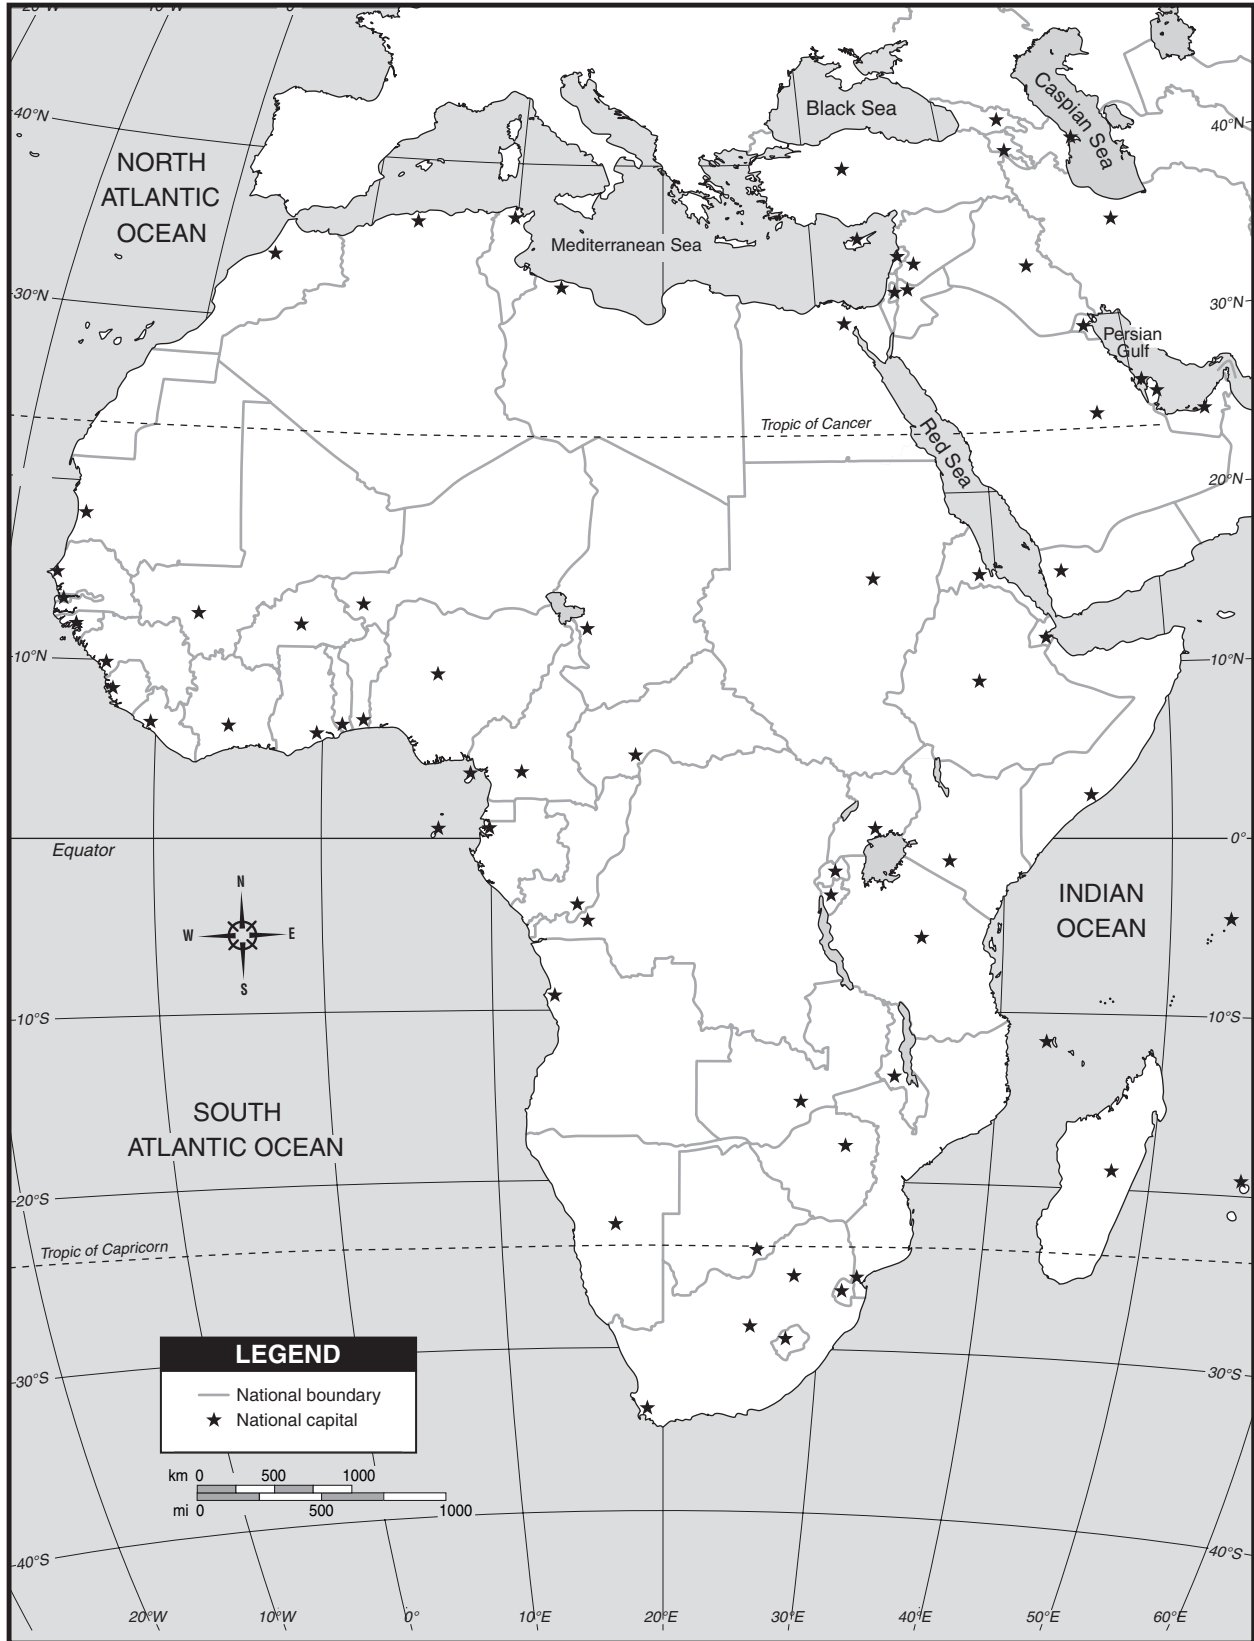 20°W
10°W
0°
40°N
NORTH
ATLANTIC
OCEAN
Black Sea
Caspian Sea
40°N
Mediterranean Sea
30°N
30°N
Persian
Gulf
Tropic of Cancer
Red Sea
20°N
10°N
10°N
Equator
0°
N
W
E
S
INDIAN
OCEAN
10°S
10°S
SOUTH
ATLANTIC OCEAN
20°S
Tropic of Capricorn
LEGEND
National boundary
National capital
30°S
30°S
km 0 500 1000
mi 0 500 1000
40°S
40°S
20°W 10°W 0° 10°E 20°E 30°E 40°E 50°E 60°E